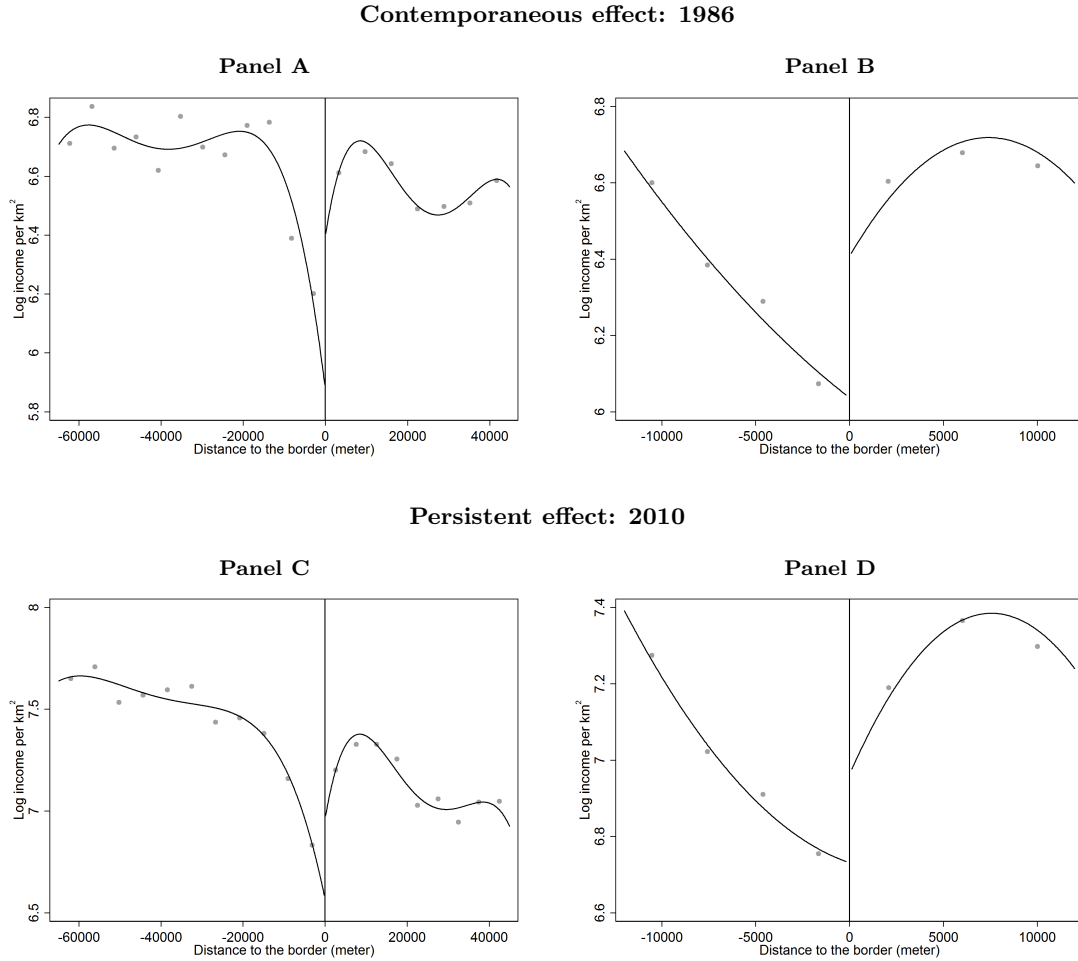 Contemporaneous effect: 1986
Panel A
Panel B
Log income per km²
5.8 6 6.2 6.4 6.6 6.8
-60000 -40000 -20000 0 20000 40000
Distance to the border (meter)
Log income per km²
6 6.2 6.4 6.6 6.8
-10000 -5000 0 5000 10000
Distance to the border (meter)
Persistent effect: 2010
Panel C
Panel D
Log income per km²
6.5 7 7.5 8
-60000 -40000 -20000 0 20000 40000
Distance to the border (meter)
Log income per km²
6.6 6.8 7 7.2 7.4
-10000 -5000 0 5000 10000
Distance to the border (meter)